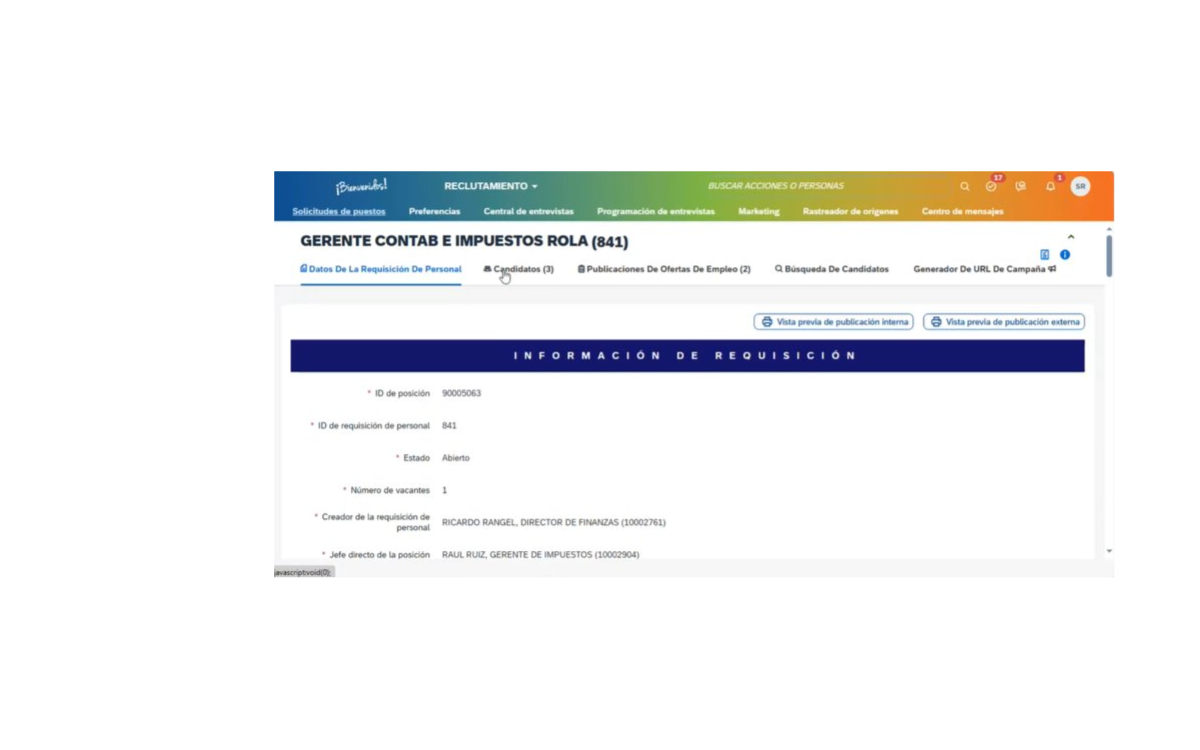 ¡Bienvenidos!
RECLUTAMIENTO
BUSCAR ACCIONES O PERSONAS
17
1
SR
Solicitudes de puestos
Preferencias
Central de entrevistas
Programación de entrevistas
Marketing
Rastreador de orígenes
Centro de mensajes
GERENTE CONTAB E IMPUESTOS ROLA (841)
Datos De La Requisición De Personal
Candidatos (3)
Publicaciones De Ofertas De Empleo (2)
Búsqueda De Candidatos
Generador De URL De Campaña
Vista previa de publicación interna
Vista previa de publicación externa
INFORMACIÓN DE REQUISICIÓN
* ID de posición 90005063
* ID de requisición de personal 841
* Estado Abierto
* Número de vacantes 1
* Creador de la requisición de
personal
RICARDO RANGEL, DIRECTOR DE FINANZAS (10002761)
* Jefe directo de la posición RAUL RUIZ, GERENTE DE IMPUESTOS (10002904)
javascript:void(0);